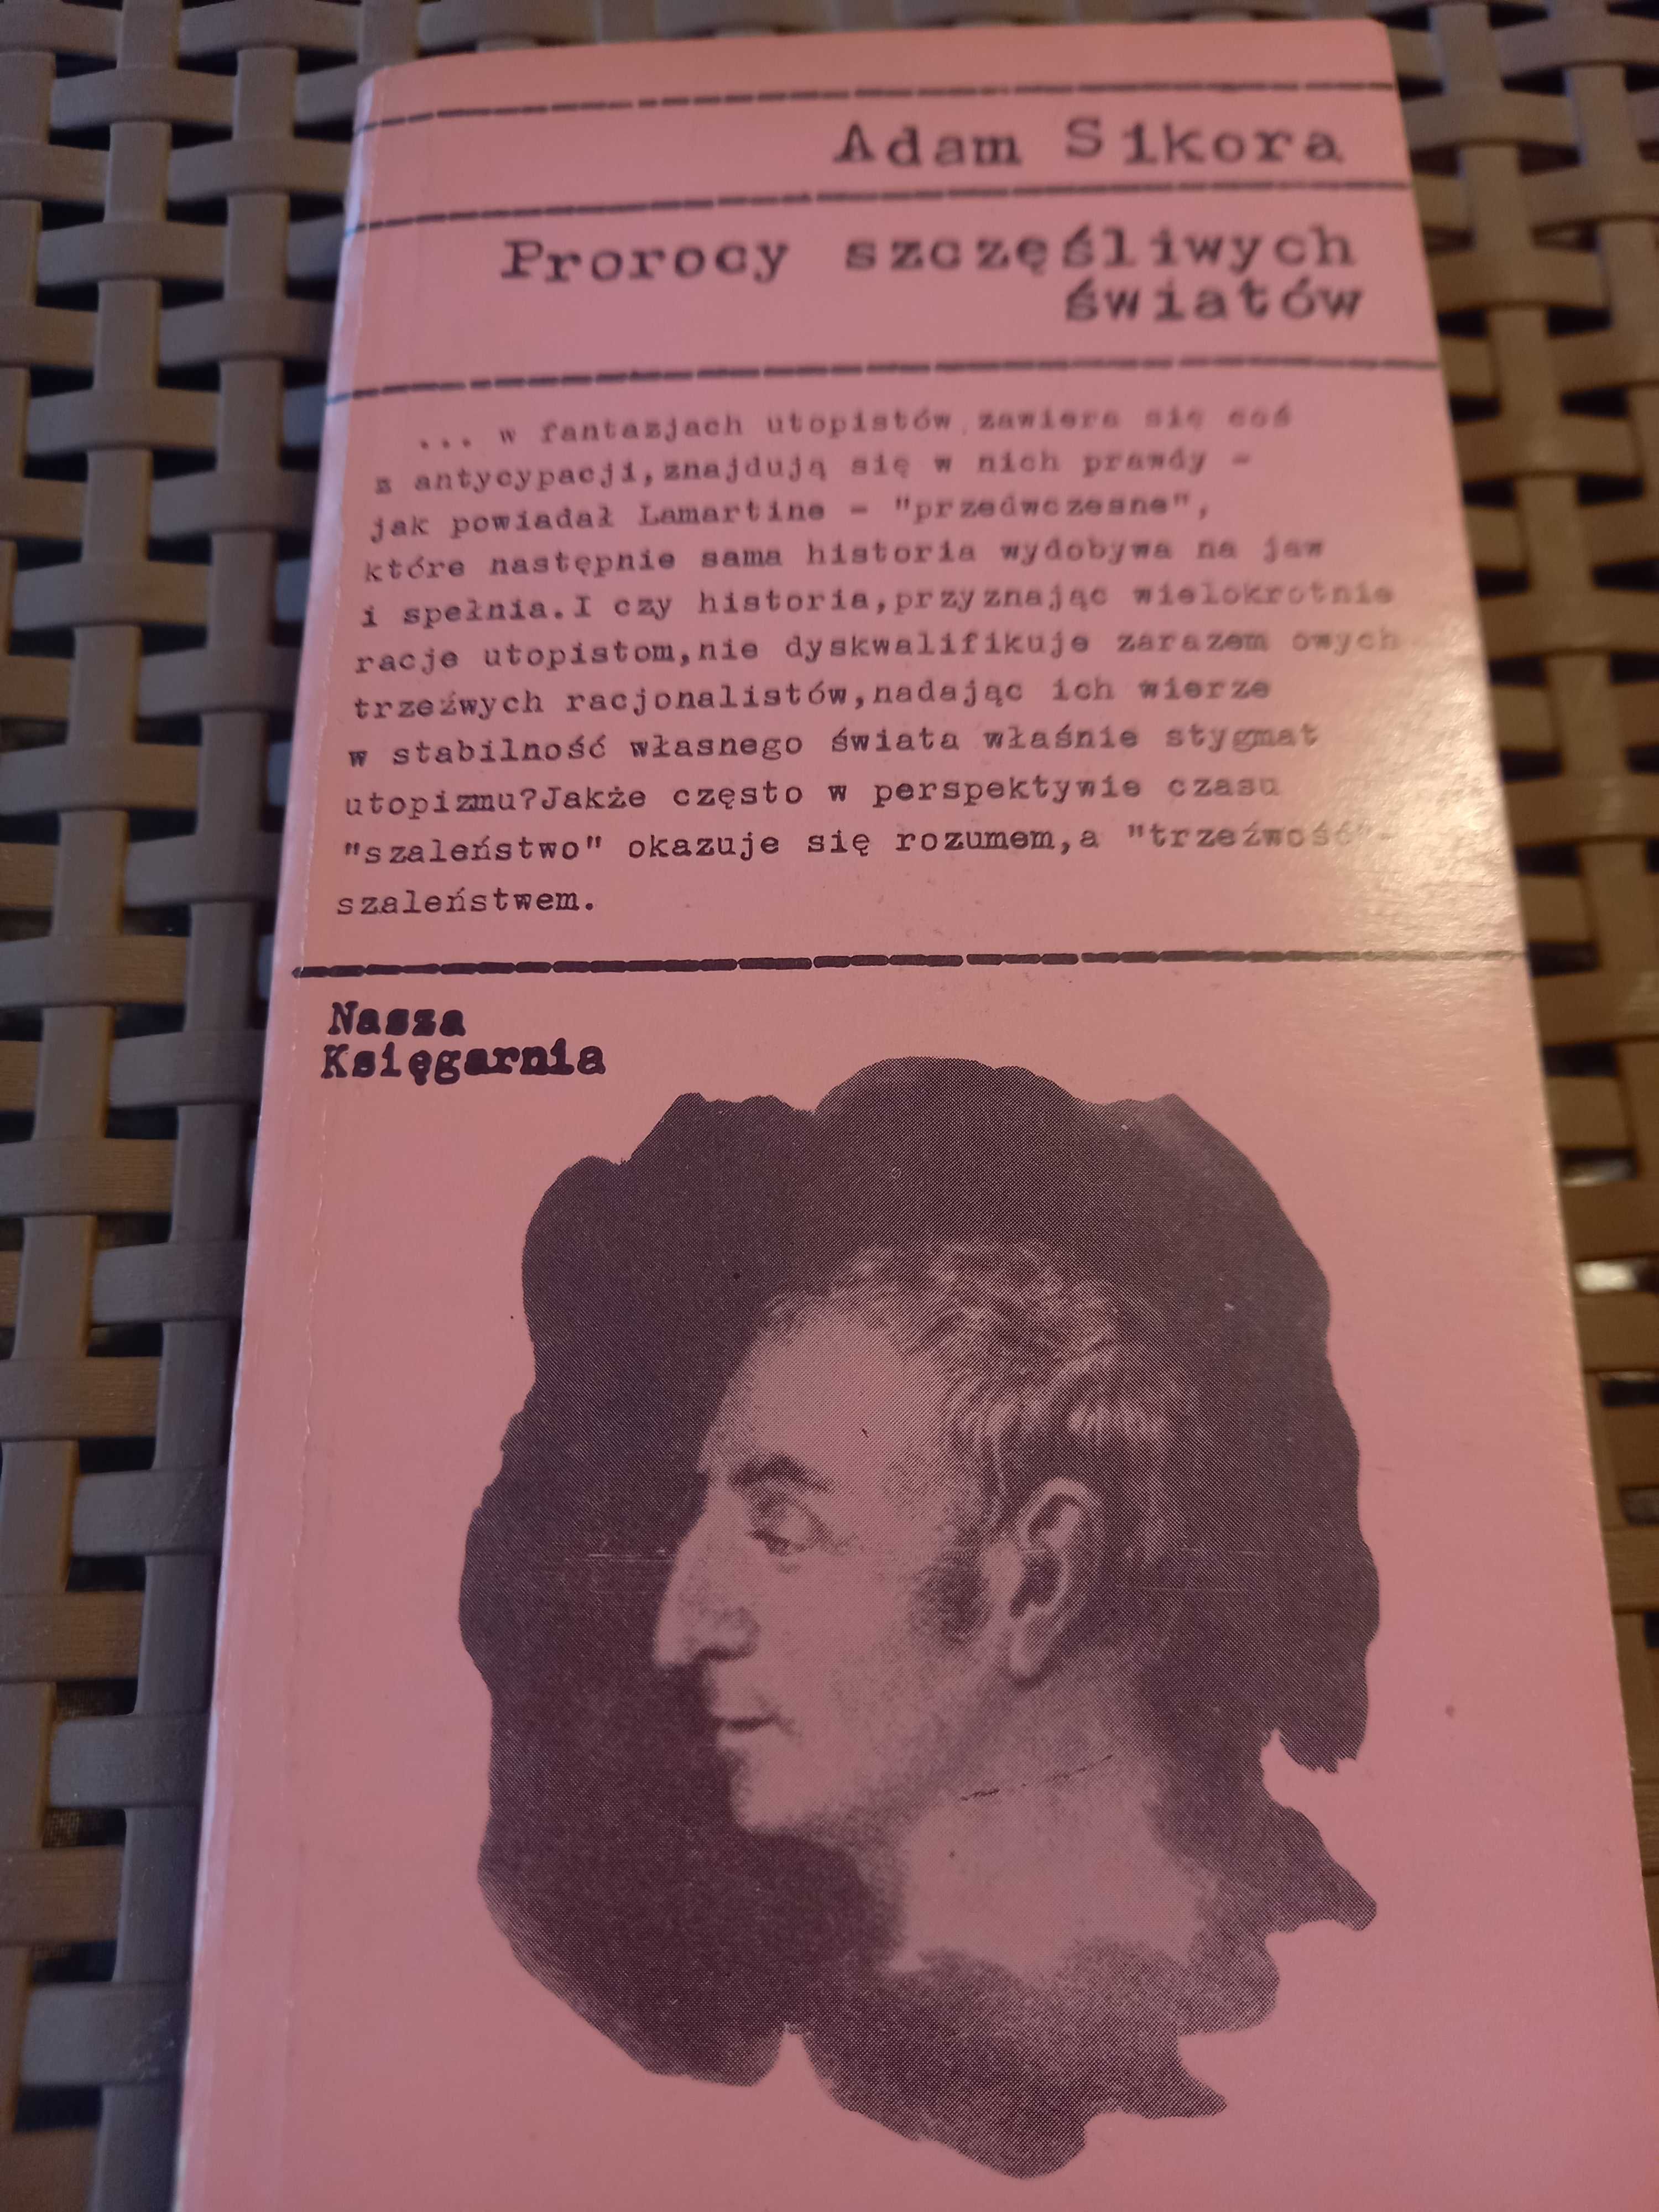 Adam Sikora
Prorocy szczęśliwych
światów
... w fantazjach utopistów zawiera się coś
z antycypacji,znajdują się w nich prawdy -
jak powiadał Lamartine - "przedwczesne",
które następnie sama historia wydobywa na jaw
i spełnia.I czy historia,przyznając wielokrotnie
racje utopistom,nie dyskwalifikuje zarazem owych
trzeźwych racjonalistów,nadając ich wierze
w stabilność własnego świata właśnie stygmat
utopizmu?Jakże często w perspektywie czasu
"szaleństwo" okazuje się rozumem,a "trzeźwość"-
szaleństwem.
Nasza
Księgarnia